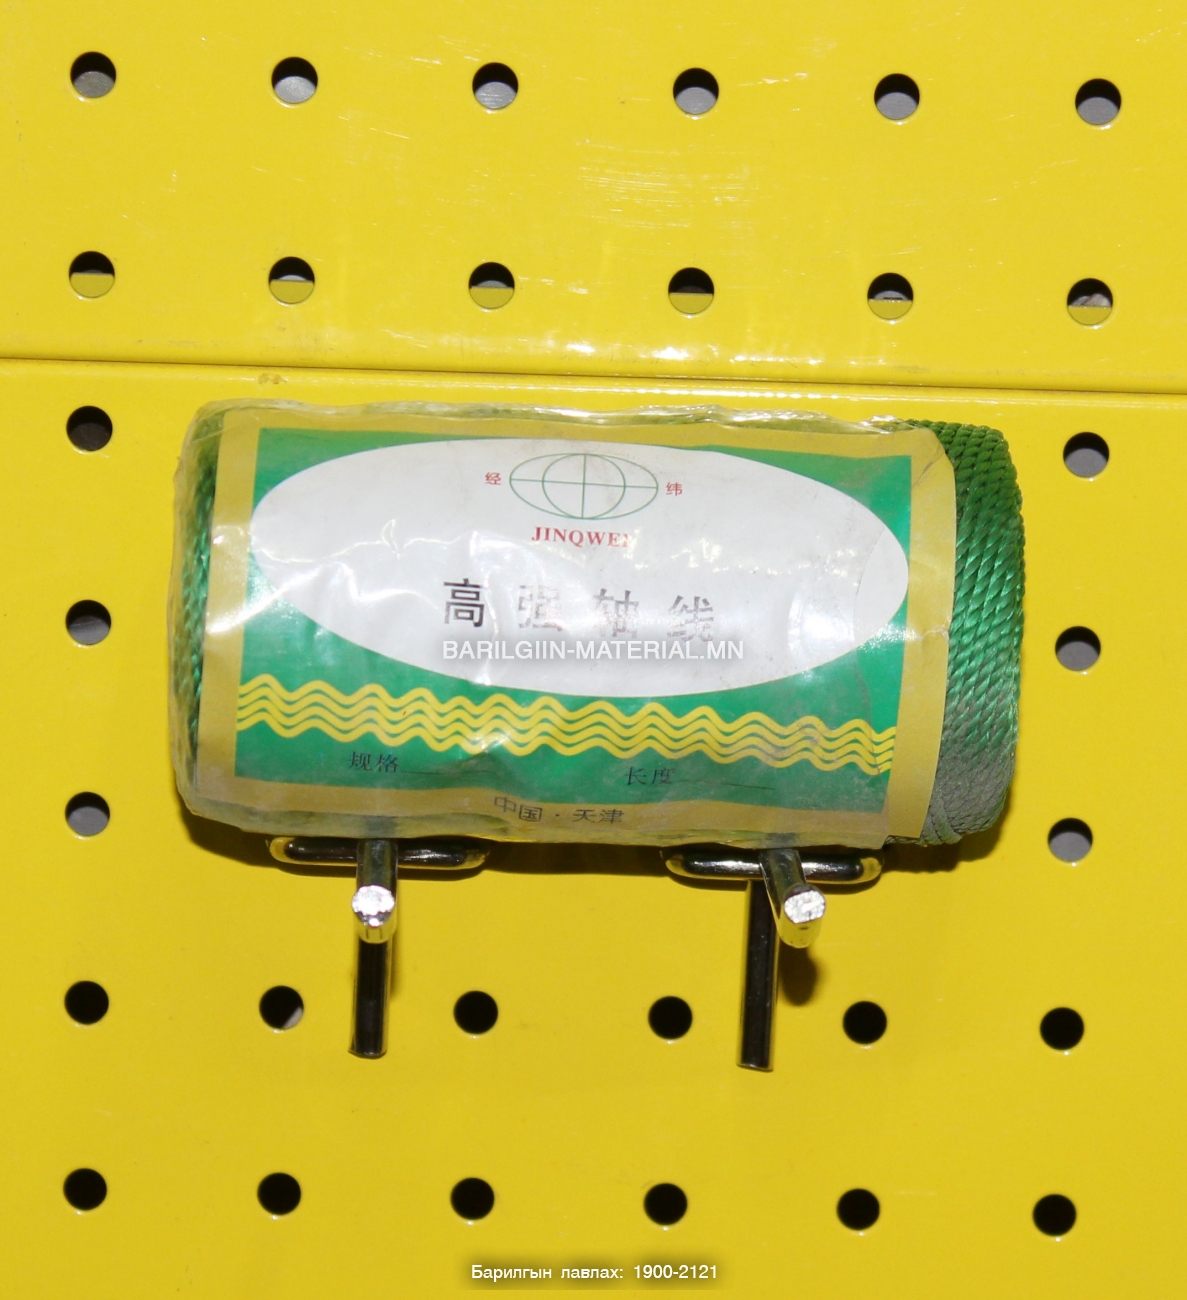 经 纬
JINQWEI
高强轴线
BARILGIIN-MATERIAL.MN
规格 长度
中国·天津
Барилгын лавлах: 1900-2121